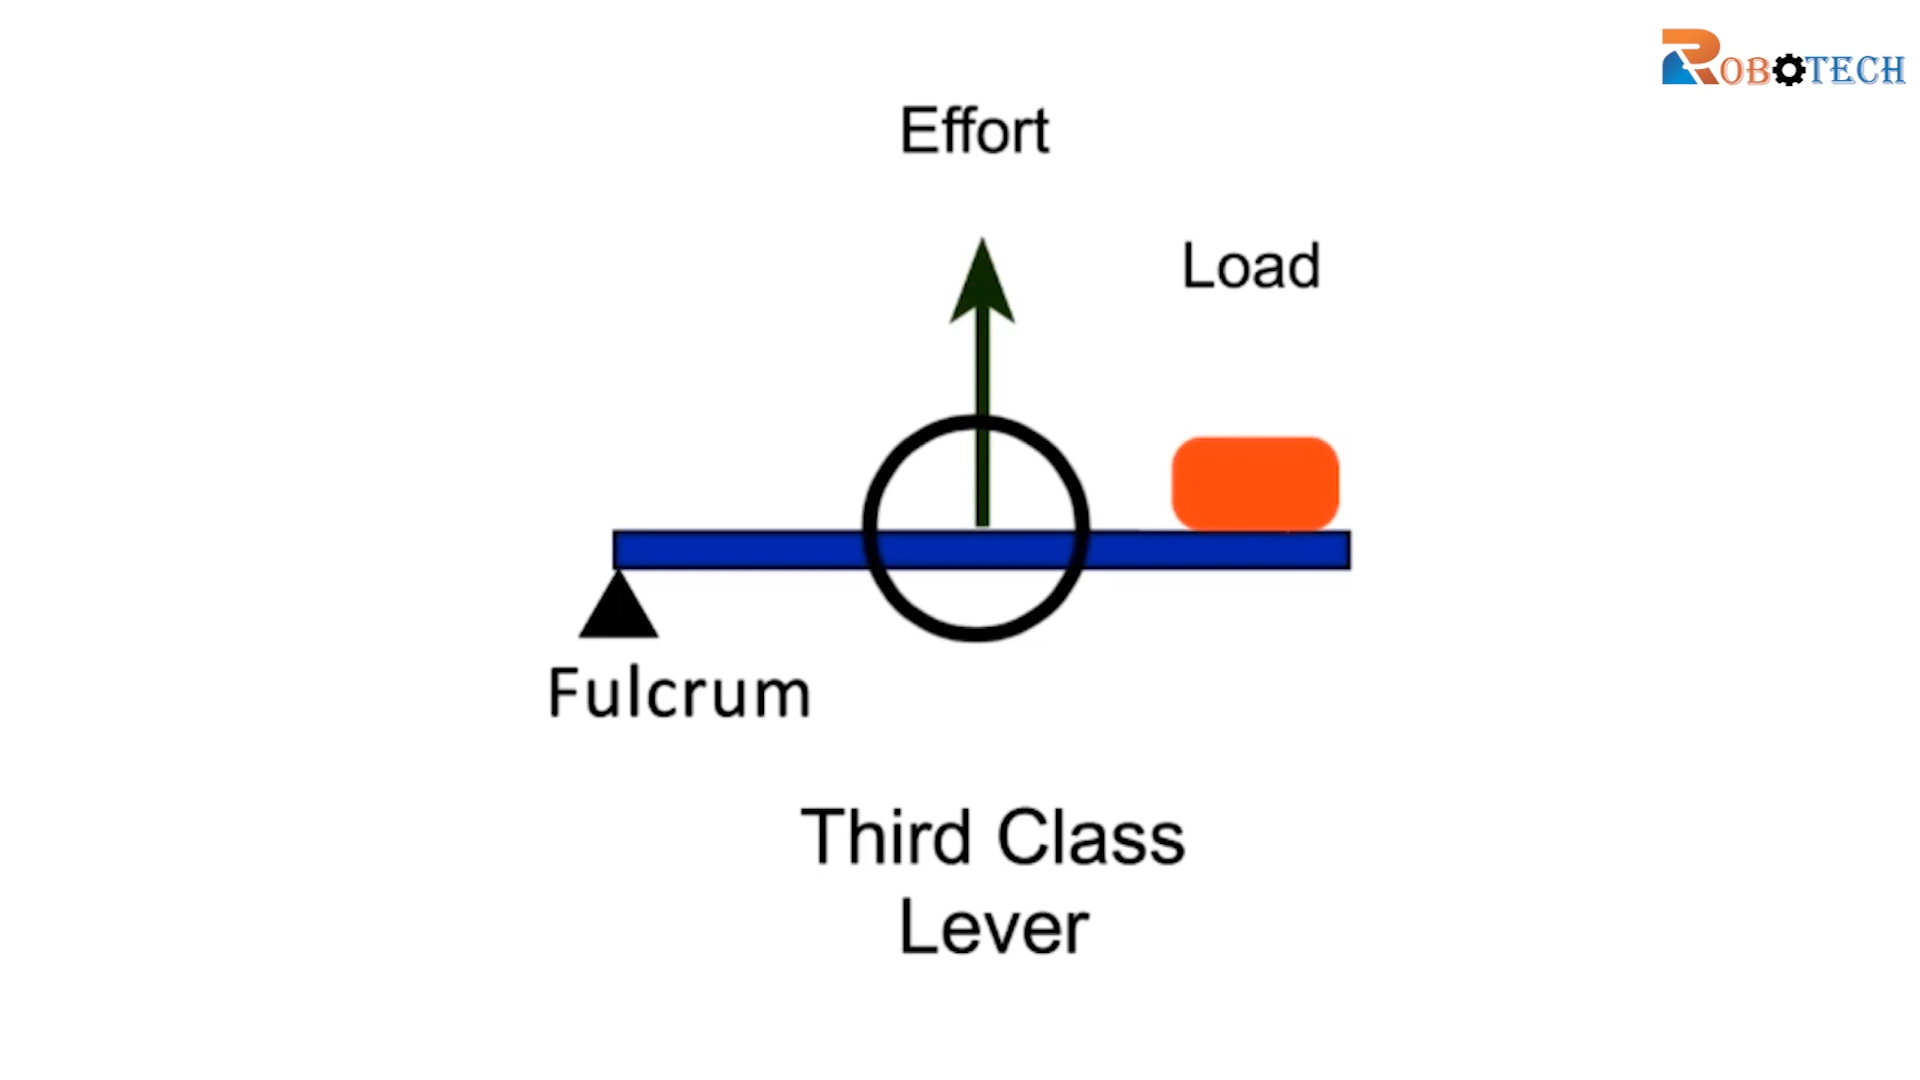 ROBOTECH
Effort
Load
Fulcrum
Third Class
Lever